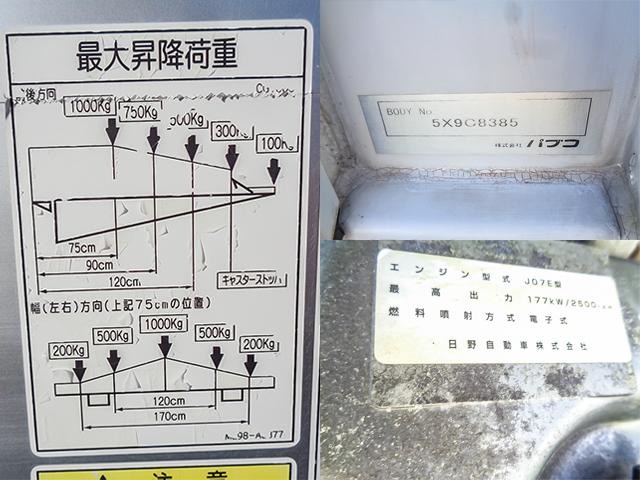 最大昇降荷重
後方向
1000Kg
750Kg
300
100
75cm
90cm
120cm
キャスターストッパ
幅(左右)方向(上記75cmの位置)
200Kg
500Kg
1000Kg
500Kg
200Kg
120cm
170cm
注意
BODY No
5X9C8385
株式会社 パブコ
エンジン型式 J07E型
最高出力 177kW/2500
燃料噴射方式 電子式
日野自動車株式会社